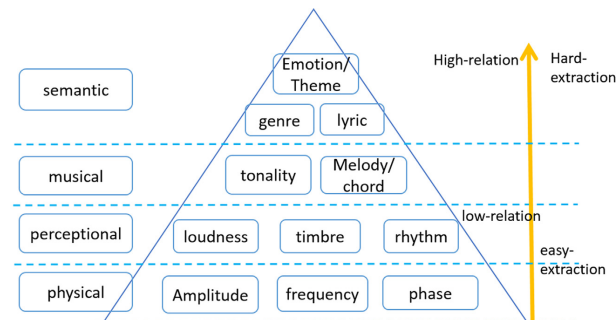 Emotion/
Theme
High-relation
Hard-
extraction
semantic
genre
lyric
musical
tonality
Melody/
chord
low-relation
perceptional
loudness
timbre
rhythm
easy-
extraction
physical
Amplitude
frequency
phase